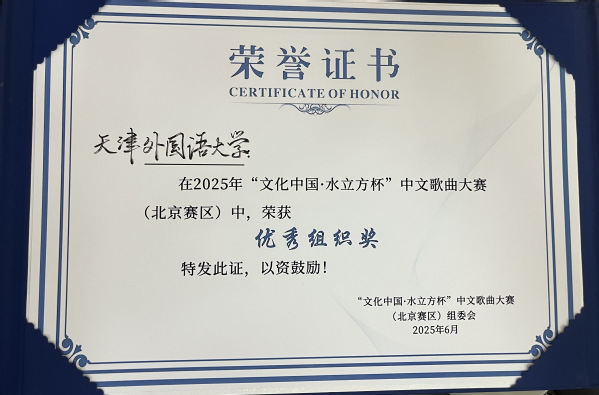 荣誉证书
CERTIFICATE OF HONOR
天津外国语大学:
在2025年“文化中国·水立方杯”中文歌曲大赛
（北京赛区）中，荣获
优秀组织奖
特发此证，以资鼓励！
“文化中国·水立方杯”中文歌曲大赛
（北京赛区）组委会
2025年6月